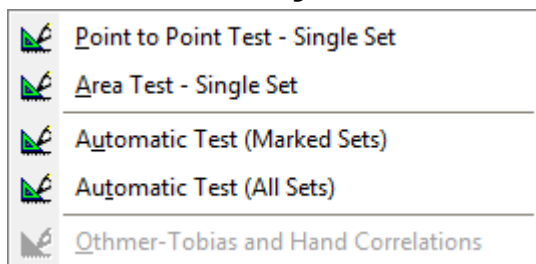 Point to Point Test - Single Set
Area Test - Single Set
Automatic Test (Marked Sets)
Automatic Test (All Sets)
Othmer-Tobias and Hand Correlations